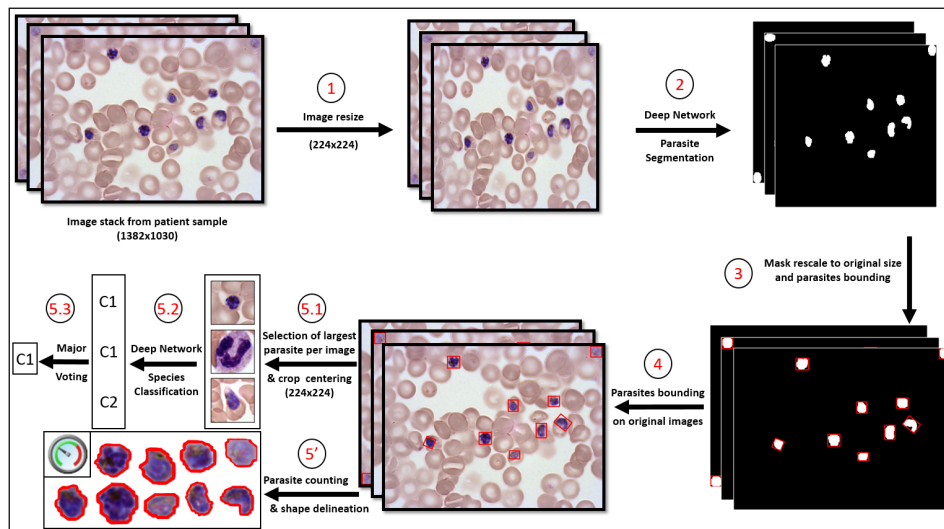 1
Image resize
(224x224)
2
Deep Network
Parasite
Segmentation
Image stack from patient sample
(1382x1030)
3
Mask rescale to original size
and parasites bounding
4
Parasites bounding
on original images
5.1
Selection of largest
parasite per image
& crop centering
(224x224)
5.2
Deep Network
Species
Classification
C1
C1
C2
5.3
Major
Voting
C1
5'
Parasite counting
& shape delineation